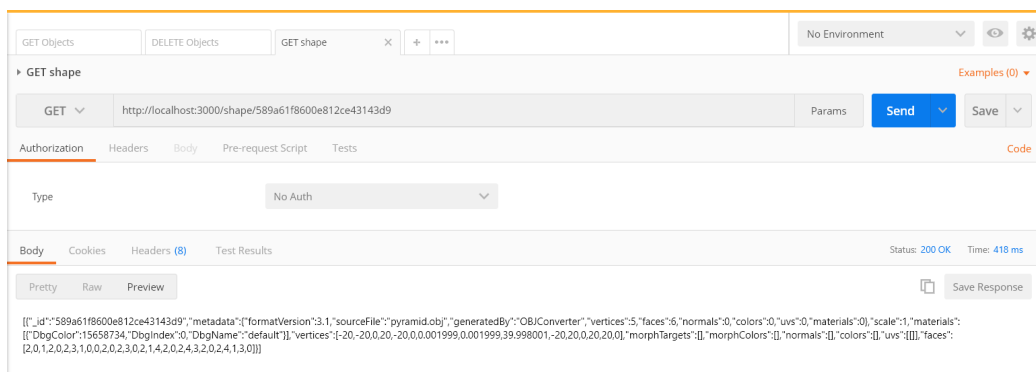 GET Objects
DELETE Objects
GET shape
No Environment
GET shape
Examples (0)
GET
http://localhost:3000/shape/589a61f8600e812ce43143d9
Params
Send
Save
Authorization
Headers
Body
Pre-request Script
Tests
Code
Type
No Auth
Body
Cookies
Headers (8)
Test Results
Status: 200 OK
Time: 418 ms
Pretty
Raw
Preview
Save Response
[{"_id":"589a61f8600e812ce43143d9","metadata":{"formatVersion":3.1,"sourceFile":"pyramid.obj","generatedBy":"OBJConverter","vertices":5,"faces":6,"normals":0,"colors":0,"uvs":0,"materials":0},"scale":1,"materials":
[{"DbgColor":15658734,"DbgIndex":0,"DbgName":"default"}],"vertices":[-20,-20,0,20,-20,0,0.001999,0.001999,39.998001,-20,20,0,20,20,0],"morphTargets":[],"morphColors":[],"normals":[],"colors":[],"uvs":[[]],"faces":
[2,0,1,2,0,2,3,1,0,0,2,0,2,3,0,2,1,4,2,0,2,4,3,2,0,2,4,1,3,0]}]